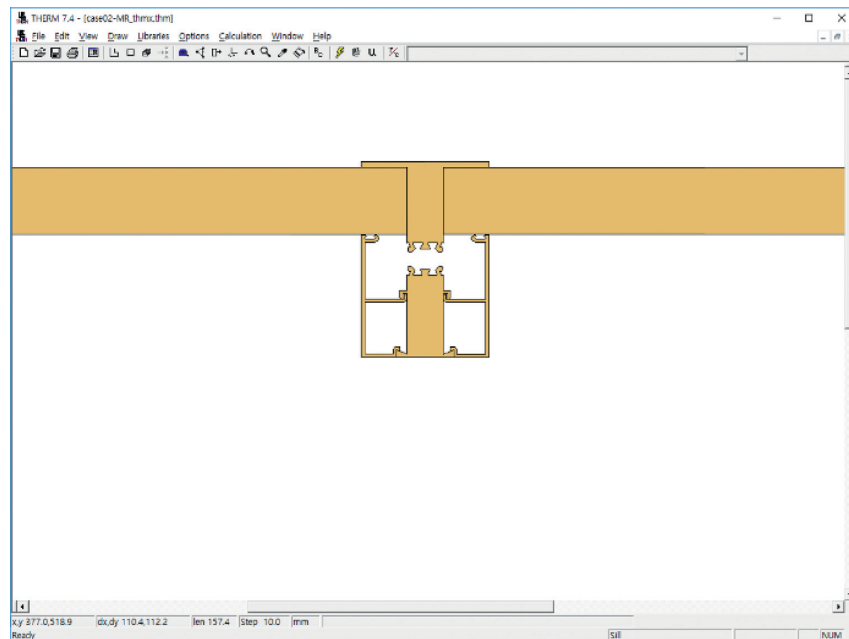 THERM 7.4 - [case02-MR_thmx.thm]
File Edit View Draw Libraries Options Calculation Window Help
x,y 377.0,518.9 dx,dy 110.4,112.2 len 157.4 Step 10.0 mm
Ready Sill NUM